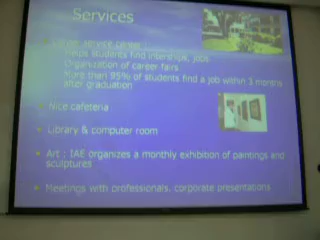 Services
Career service center :
Helps students find interships, jobs
Organization of career fairs
More than 95% of students find a job within 3 months
after graduation
Nice cafeteria
Library & computer room
Art : IAE organizes a monthly exhibition of paintings and
sculptures
Meetings with professionals, corporate presentations